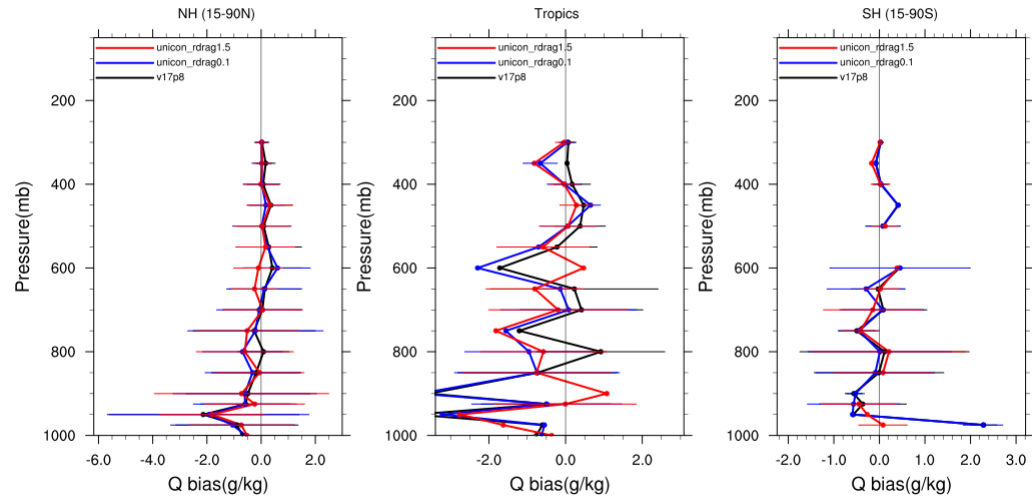 NH (15-90N)
Tropics
SH (15-90S)
unicon_rdrag1.5
unicon_rdrag0.1
v17p8
unicon_rdrag1.5
unicon_rdrag0.1
v17p8
unicon_rdrag1.5
unicon_rdrag0.1
v17p8
Pressure(mb)
200
400
600
800
1000
Pressure(mb)
200
400
600
800
1000
Pressure(mb)
200
400
600
800
1000
-6.0 -4.0 -2.0 0.0 2.0
-2.0 0.0 2.0
-2.0 -1.0 0.0 1.0 2.0 3.0
Q bias(g/kg)
Q bias(g/kg)
Q bias(g/kg)